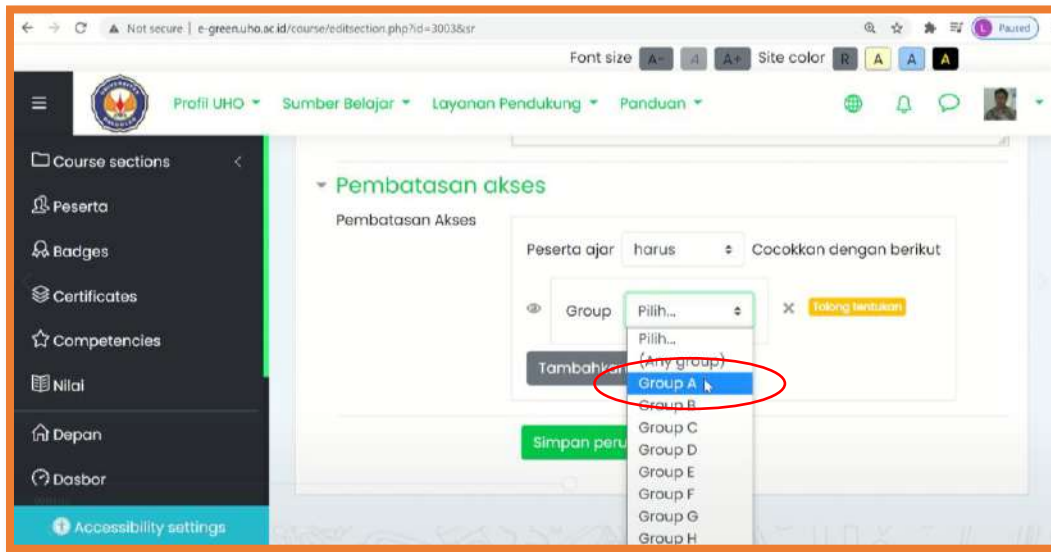 Not secure | e-green.uho.ac.id/course/editsection.php?id=3003&sr
Paused
Font size A- A A+ Site color R A A A
Profil UHO Sumber Belajar Layanan Pendukung Panduan
Course sections
Peserta
Badges
Certificates
Competencies
Nilai
Depan
Dasbor
Accessibility settings
Pembatasan akses
Pembatasan Akses
Peserta ajar harus Cocokkan dengan berikut
Group Pilih... Tolong tentukan
Pilih...
(Any group)
Tambahkan
Group A
Group B
Group C
Simpan peru
Group D
Group E
Group F
Group G
Group H